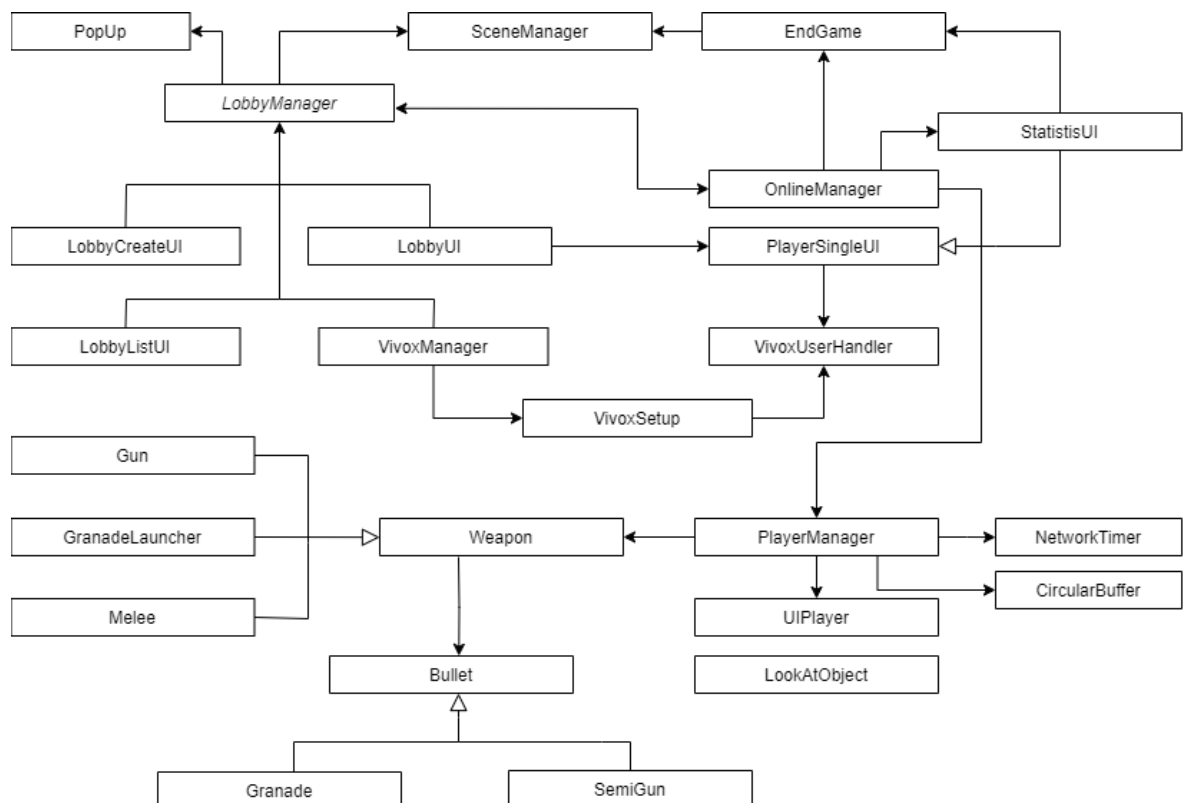 PopUp
SceneManager
EndGame
LobbyManager
StatistisUI
OnlineManager
LobbyCreateUI
LobbyUI
PlayerSingleUI
LobbyListUI
VivoxManager
VivoxUserHandler
VivoxSetup
Gun
GranadeLauncher
Weapon
PlayerManager
NetworkTimer
CircularBuffer
Melee
UIPlayer
Bullet
LookAtObject
Granade
SemiGun